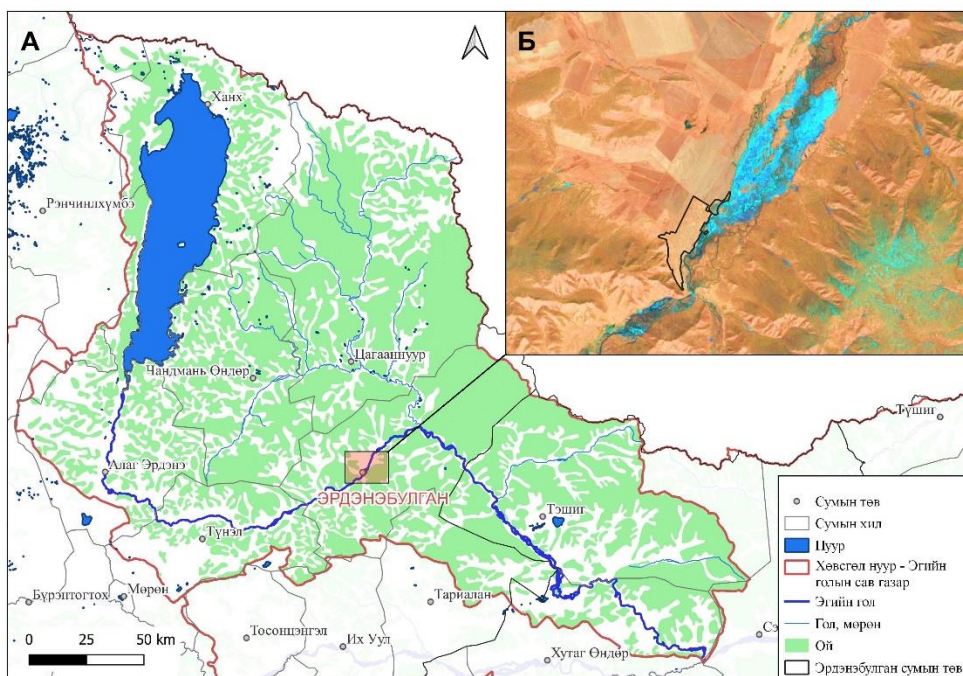 А
Б
Ханх
Рэнчинлхүмбэ
Цагааннуур
Чандмань Өндөр
Түшиг
Алаг Эрдэнэ
ЭРДЭНЭБУЛГАН
Түнэл
Тэшиг
Бүрэптогтох
Мөрөн
Тариалан
Тосонцэнгэл
Их Уул
Хутаг Өндөр
Сэ
0 25 50 km
Сумын төв
Сумын хил
Нуур
Хөвсгөл нуур - Эгийн
голын сав газар
Эгийн гол
Гол, мөрөн
Ой
Эрдэнэбулган сумын төв